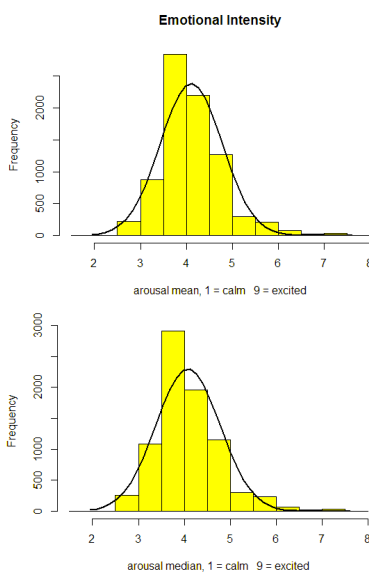 Emotional Intensity
Frequency
2000
1000
500
0
2 3 4 5 6 7 8
arousal mean, 1 = calm 9 = excited
Frequency
3000
2000
1000
500
0
2 3 4 5 6 7 8
arousal median, 1 = calm 9 = excited